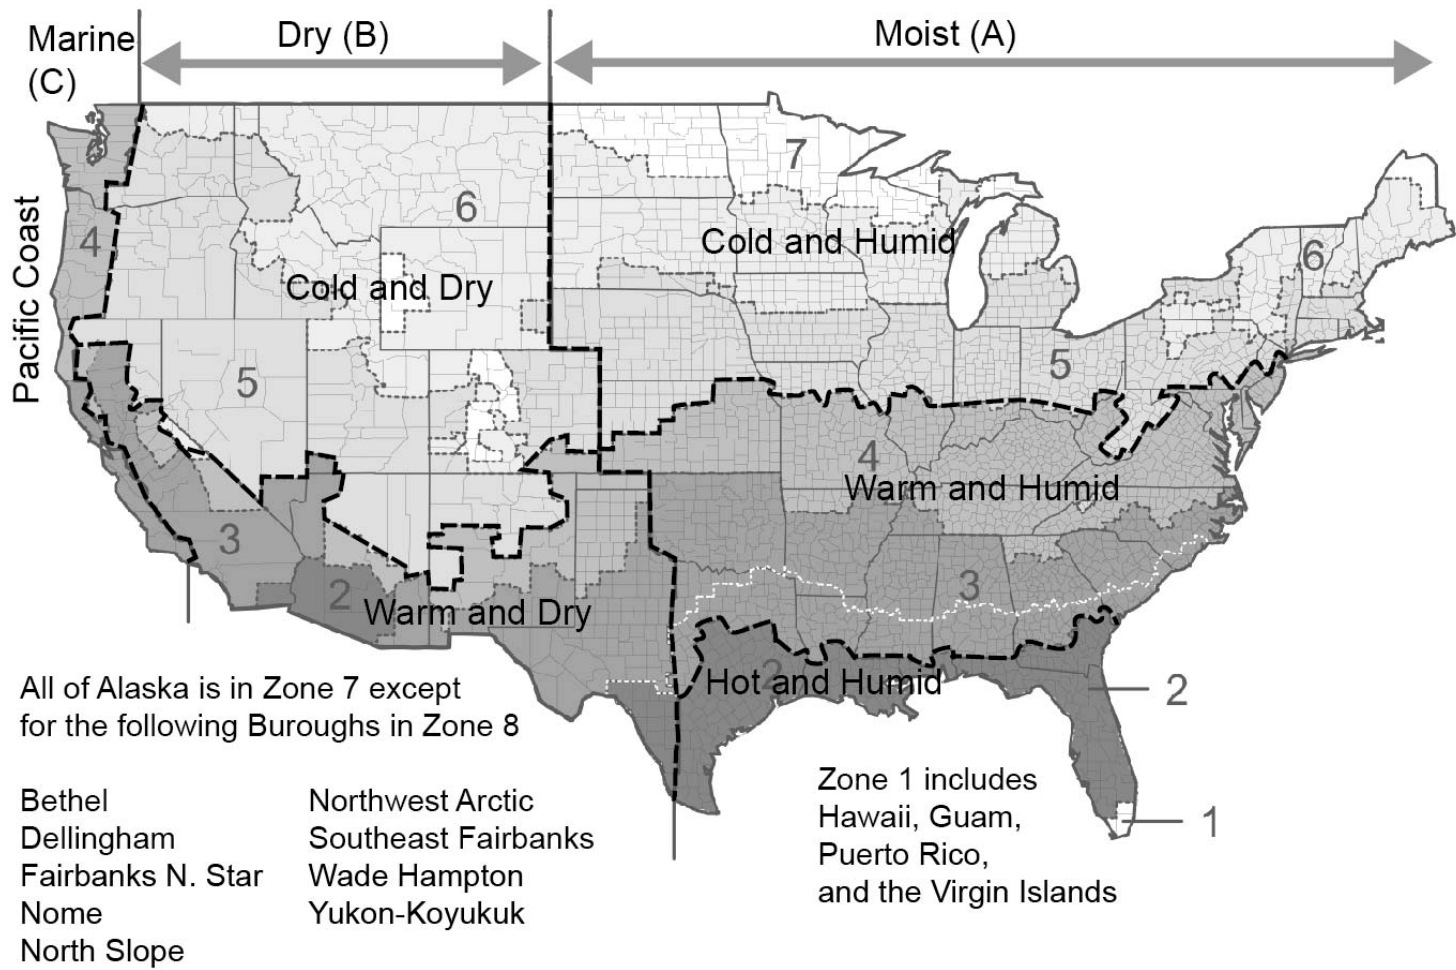 Marine
(C)
Dry (B)
Moist (A)
Pacific Coast
4
4
6
7
6
5
5
4
3
3
2
2
2
1
Cold and Dry
Cold and Humid
Warm and Humid
Warm and Dry
Hot and Humid
All of Alaska is in Zone 7 except
for the following Buroughs in Zone 8
Bethel
Dellingham
Fairbanks N. Star
Nome
North Slope
Northwest Arctic
Southeast Fairbanks
Wade Hampton
Yukon-Koyukuk
Zone 1 includes
Hawaii, Guam,
Puerto Rico,
and the Virgin Islands